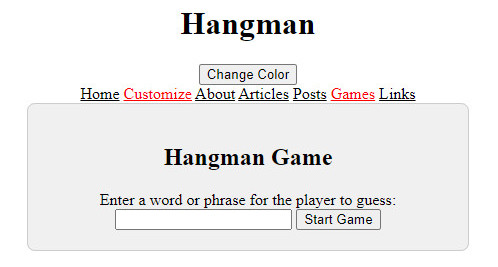 Hangman
Change Color
Home Customize About Articles Posts Games Links
Hangman Game
Enter a word or phrase for the player to guess:
Start Game